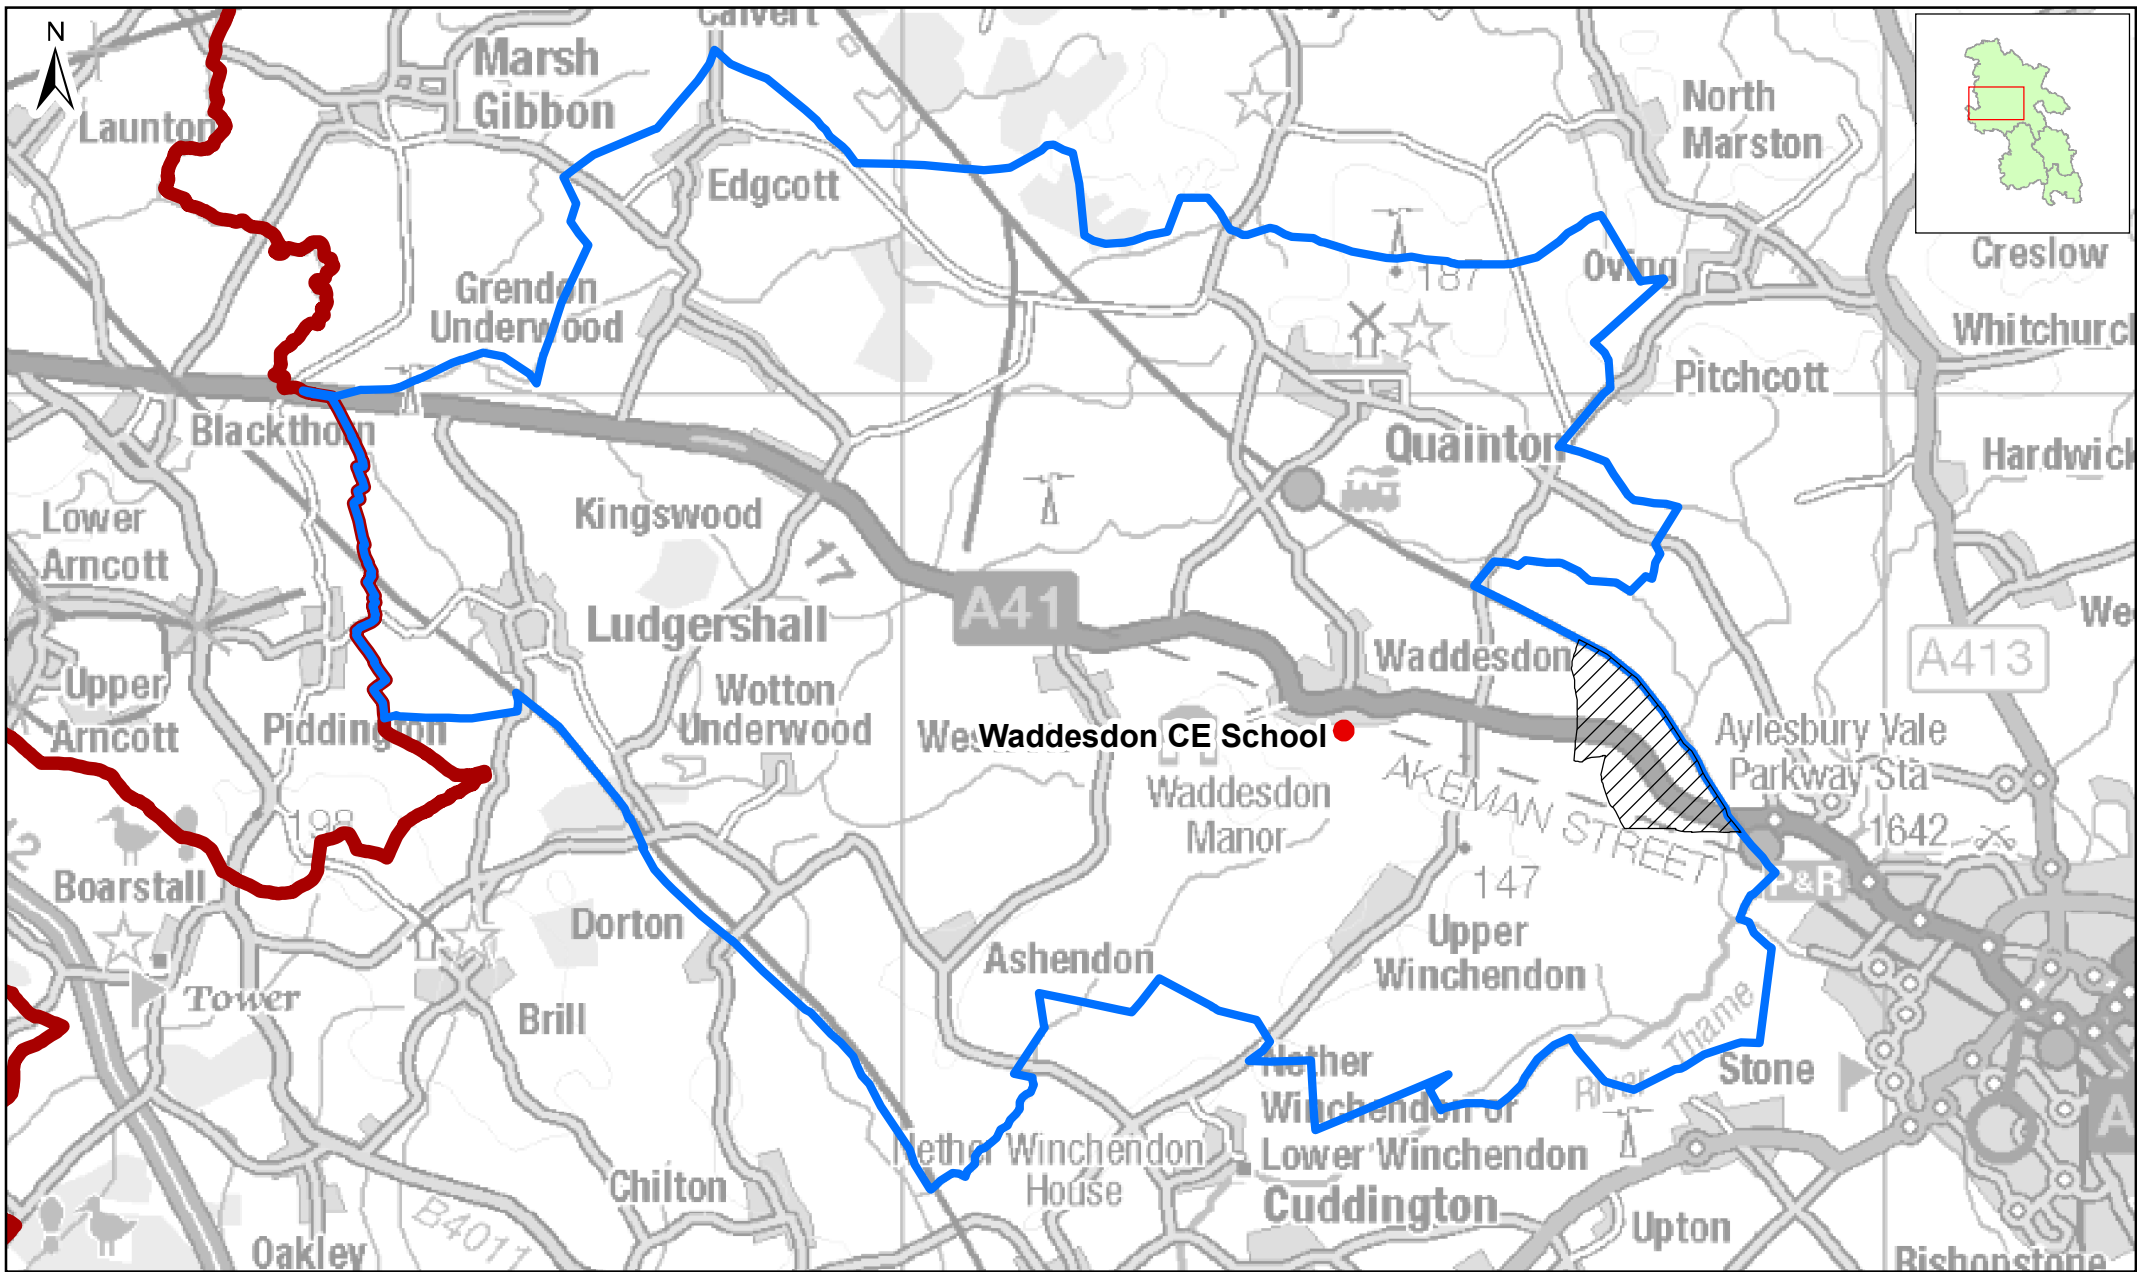 Calvert
N
Marsh
Gibbon
North
Marston
Launton
Edgcott
Creslow
Oving
187
Grendon
Underwood
Whitchurch
Pitchcott
Blackthorn
Quainton
Hardwick
Kingswood
Lower
Arncott
17
A41
Ludgershall
We
A413
Waddesdon
Upper
Arncott
Wotton
Underwood
Piddington
Wes
Waddesdon CE School
Aylesbury Vale
Parkway Sta
AKEMAN STREET
Waddesdon
Manor
198
2
1642
Boarstall
147
P&R
Dorton
Upper
Winchendon
Ashendon
Tower
Brill
River Thame
Stone
Nether
Winchendon or
Lower Winchendon
A
Nether Winchendon
House
Chilton
Cuddington
B4011
Upton
Oakley
Bishopstone